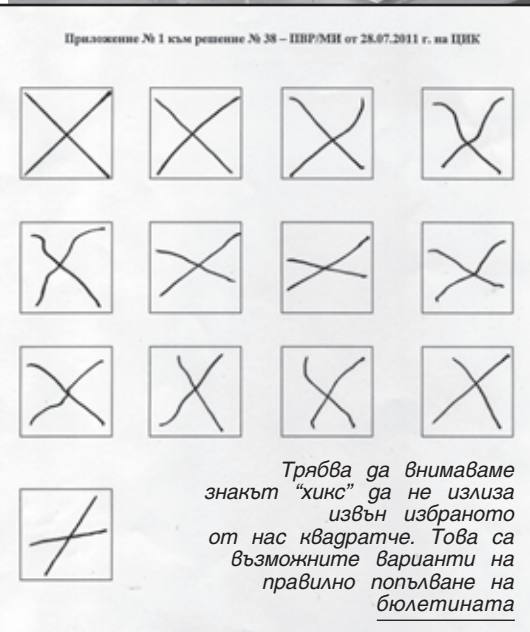 Приложение № 1 към решение № 38 – ПВР/МИ от 28.07.2011 г. на ЦИК
Трябва да внимаваме
знакът “хикс” да не излиза
извън избраното
от нас квадратче. Това са
възможните варианти на
правилно попълване на
бюлетината